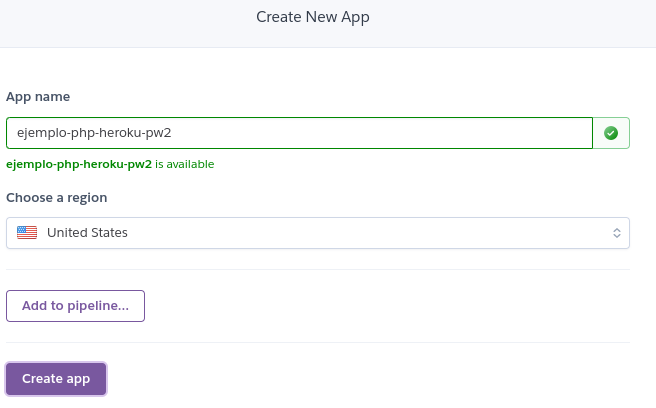 Create New App
App name
ejemplo-php-heroku-pw2
ejemplo-php-heroku-pw2 is available
Choose a region
United States
Add to pipeline...
Create app